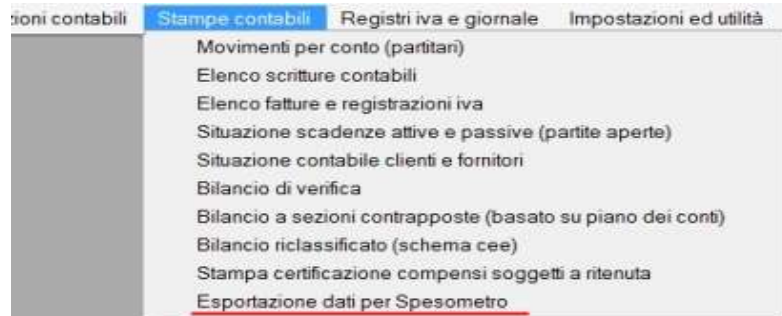 zioni contabili Stampe contabili Registri iva e giornale Impostazioni ed utilità
Movimenti per conto (partitari)
Elenco scritture contabili
Elenco fatture e registrazioni iva
Situazione scadenze attive e passive (partite aperte)
Situazione contabile clienti e fornitori
Bilancio di verifica
Bilancio a sezioni contrapposte (basato su piano dei conti)
Bilancio riclassificato (schema cee)
Stampa certificazione compensi soggetti a ritenuta
Esportazione dati per Spesometro